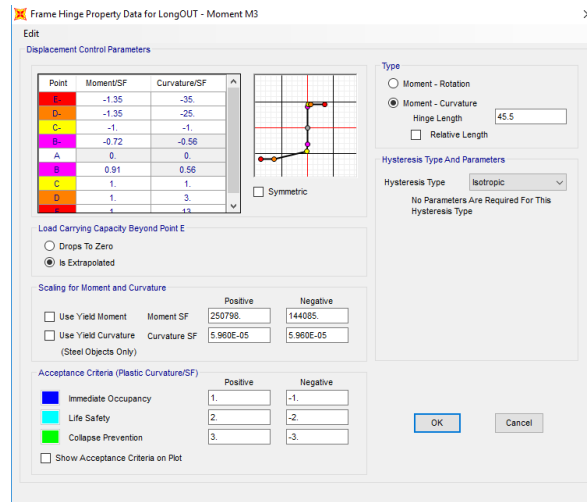 Frame Hinge Property Data for LongOUT - Moment M3
Edit
Displacement Control Parameters
Point Moment/SF Curvature/SF
E- -1.35 -35.
D- -1.35 -25.
C- -1. -1.
B- -0.72 -0.56
A 0. 0.
B 0.91 0.56
C 1. 1.
D 1. 3.
E 1. 13.
Symmetric
Load Carrying Capacity Beyond Point E
Drops To Zero
Is Extrapolated
Scaling for Moment and Curvature
Positive Negative
Use Yield Moment Moment SF 250798. 144085.
Use Yield Curvature Curvature SF 5.960E-05 5.960E-05
(Steel Objects Only)
Acceptance Criteria (Plastic Curvature/SF)
Positive Negative
Immediate Occupancy 1. -1.
Life Safety 2. -2.
Collapse Prevention 3. -3.
Show Acceptance Criteria on Plot
Type
Moment - Rotation
Moment - Curvature
Hinge Length 45.5
Relative Length
Hysteresis Type And Parameters
Hysteresis Type Isotropic
No Parameters Are Required For This
Hysteresis Type
OK Cancel